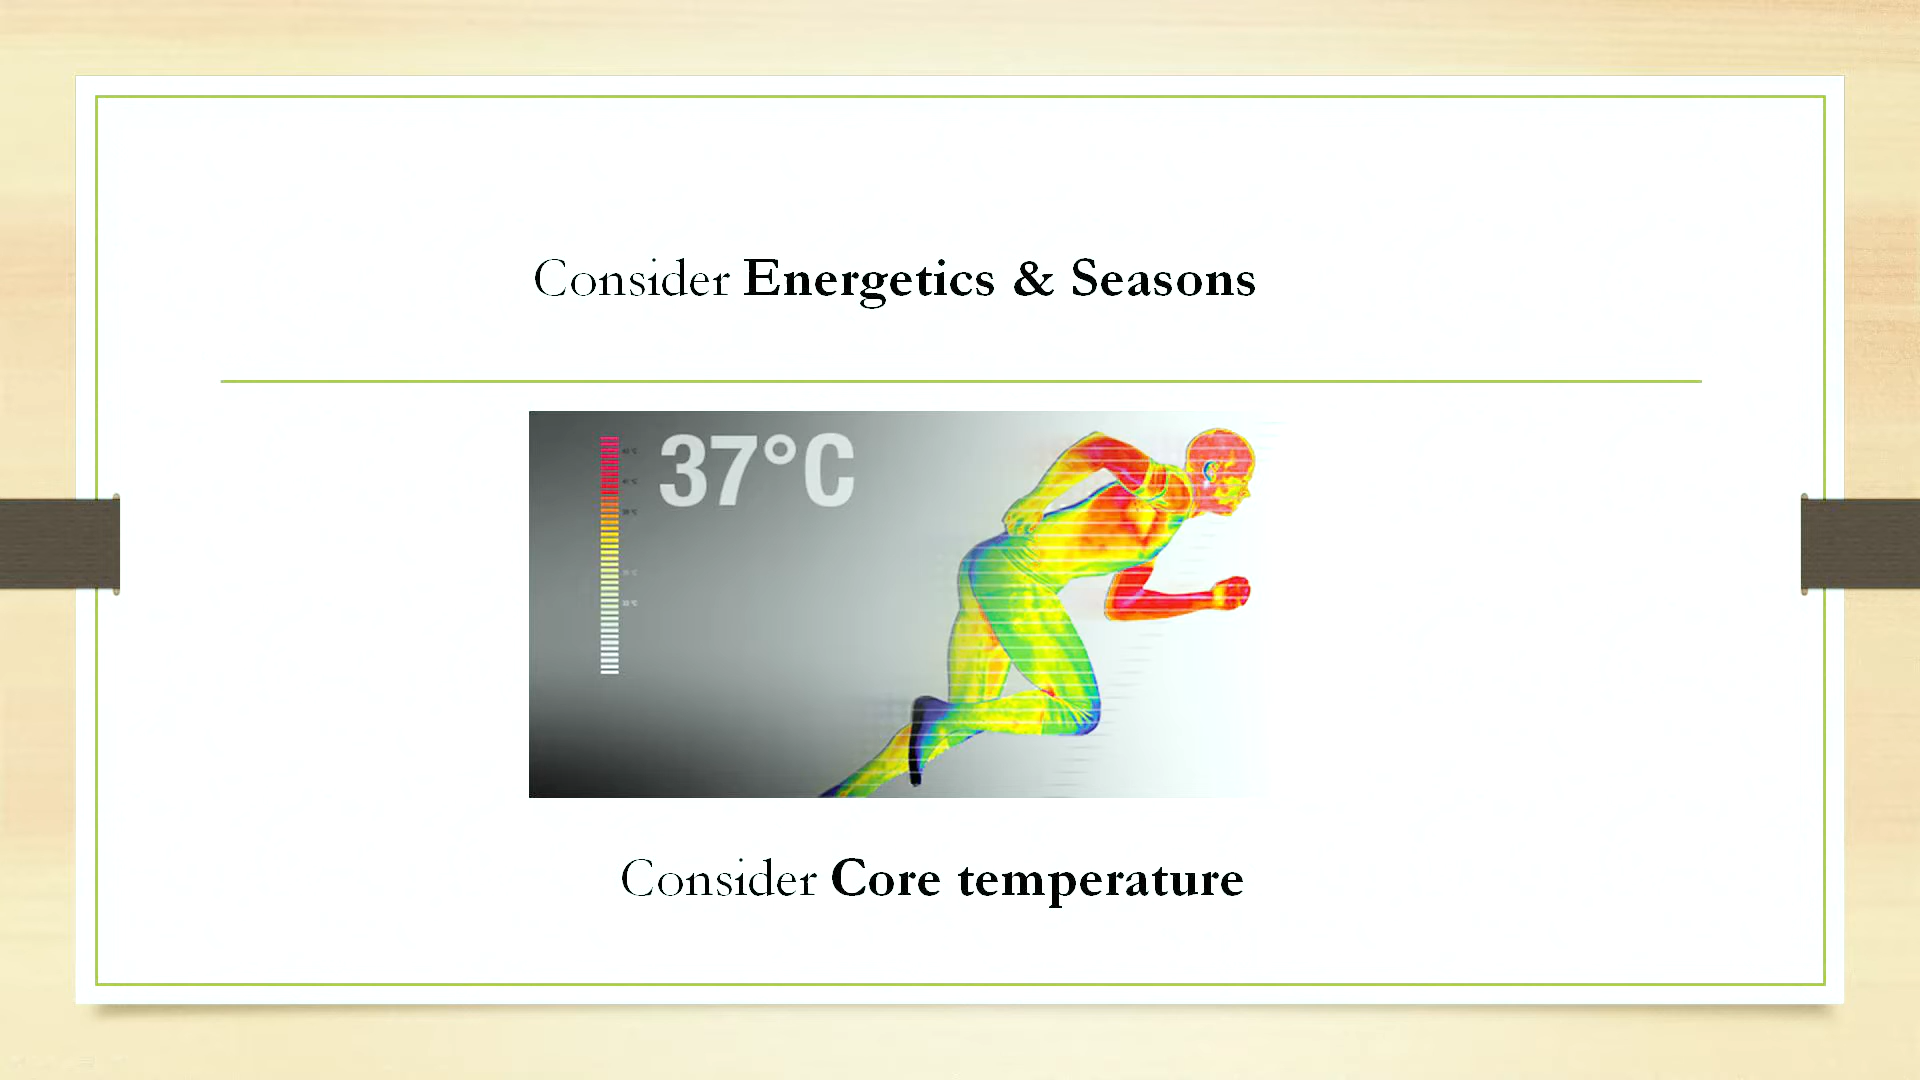 Consider Energetics & Seasons
37°C
Consider Core temperature